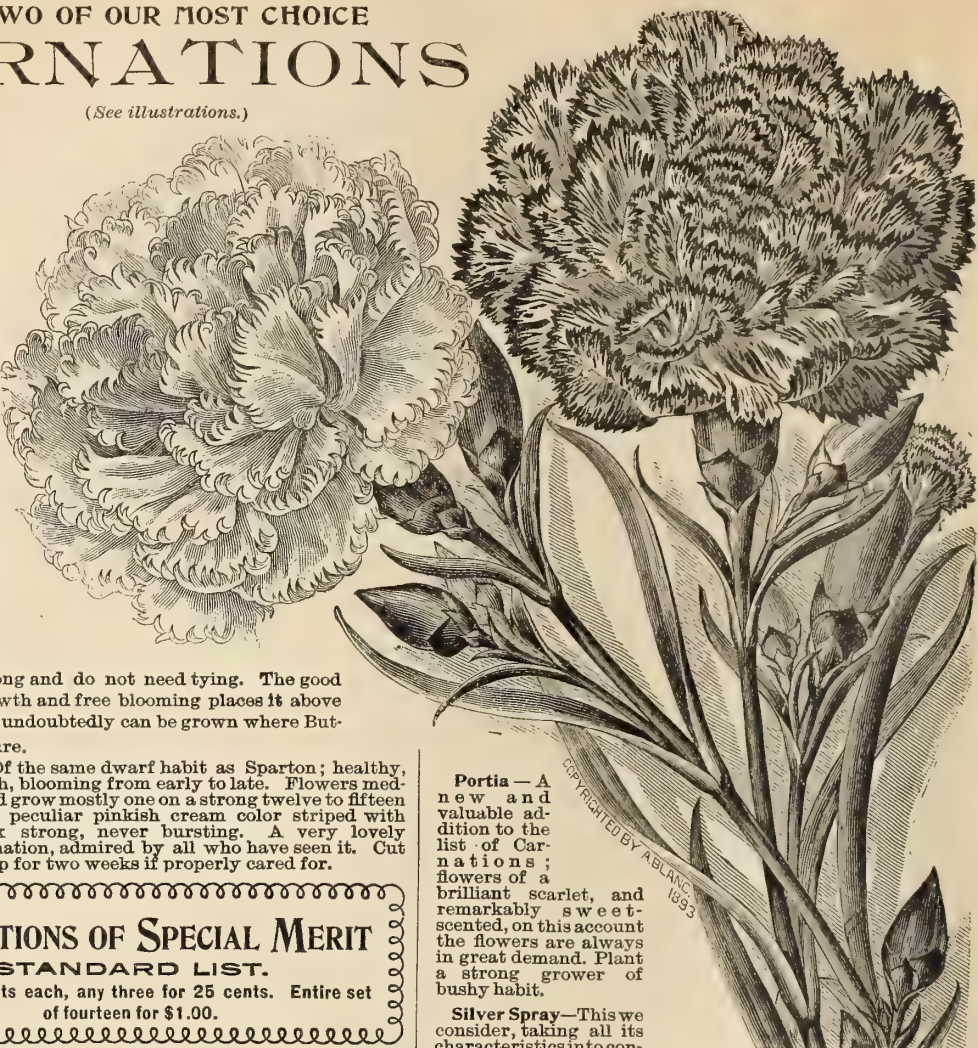 WO OF OUR MOST CHOICE
RNATIONS
(See illustrations.)
ong and do not need tying. The good
wth and free blooming places it above
undoubtedly can be grown where But-
re.
Of the same dwarf habit as Sparton; healthy,
h, blooming from early to late. Flowers med-
d grow mostly one on a strong twelve to fifteen
peculiar pinkish cream color striped with
strong, never bursting. A very lovely
nation, admired by all who have seen it. Cut
p for two weeks if properly cared for.
TIONS OF SPECIAL MERIT
STANDARD LIST.
ts each, any three for 25 cents. Entire set
of fourteen for $1.00.
Portia — A
new and
valuable ad-
dition to the
list of Car-
nations;
flowers of a
brilliant scarlet, and
remarkably sweet-
scented, on this account
the flowers are always
in great demand. Plant
a strong grower of
bushy habit.
Silver Spray—This we
consider, taking all its
characteristics into con-
COPYRIGHTED BY A. BLANC
1893